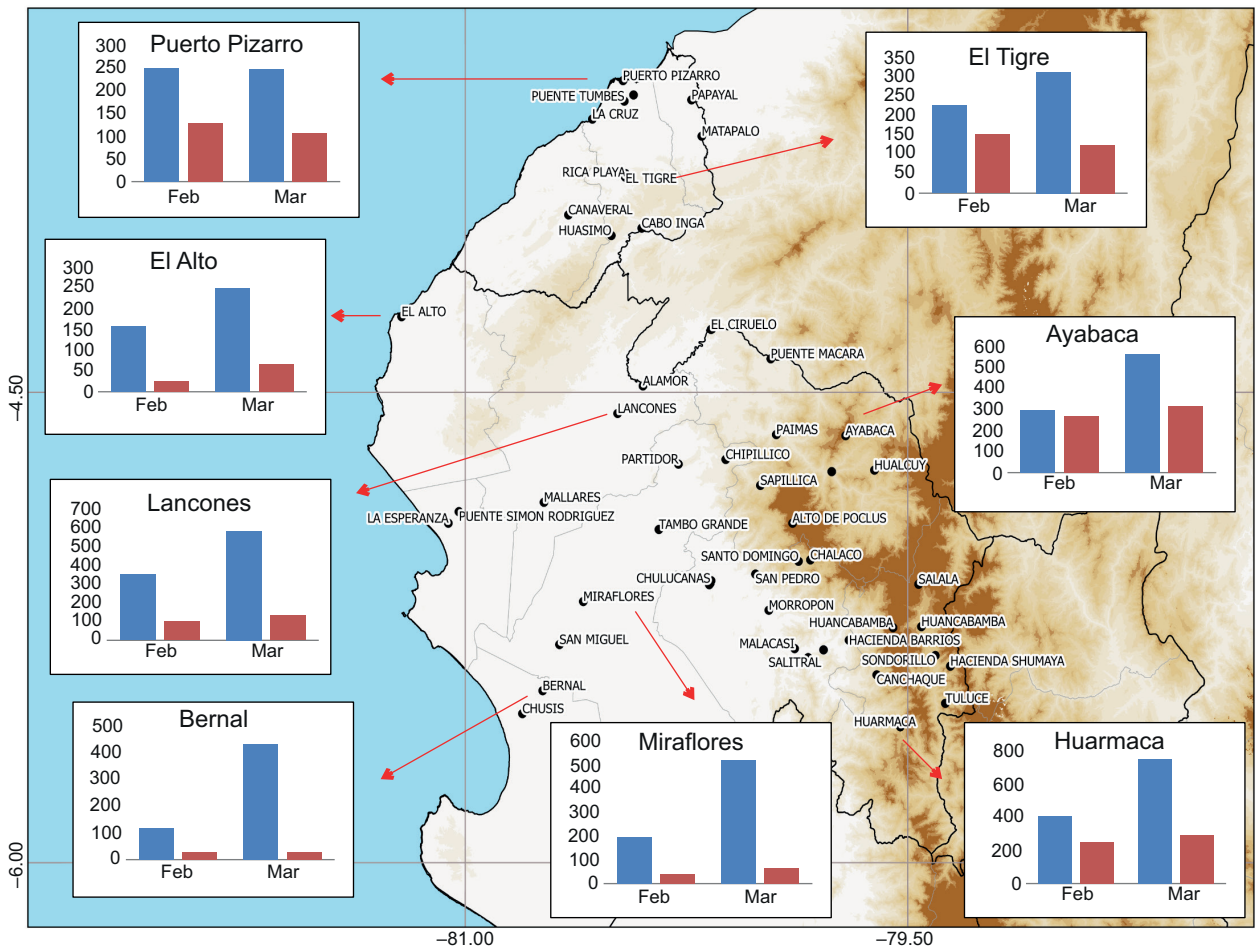 Puerto Pizarro
300
250
200
150
100
50
0
Feb Mar
El Tigre
350
300
250
200
150
100
50
0
Feb Mar
El Alto
300
250
200
150
100
50
0
Feb Mar
Ayabaca
600
500
400
300
200
100
0
Feb Mar
Lancones
700
600
500
400
300
200
100
0
Feb Mar
Bernal
500
400
300
200
100
0
Feb Mar
Miraflores
600
500
400
300
200
100
0
Feb Mar
Huarmaca
800
600
400
200
0
Feb Mar
PUERTO PIZARRO
PUENTE TUMBES
PAPAYAL
LA CRUZ
MATAPALO
RICA PLAYA
EL TIGRE
CANAVERAL
HUASIMO
CABO INGA
EL ALTO
EL CIRUELO
PUENTE MACARA
ALAMOR
LANCONES
PAIMAS
AYABACA
PARTIDOR
CHIPILLICO
HUALCUY
SAPILLICA
MALLARES
LA ESPERANZA
PUENTE SIMON RODRIGUEZ
TAMBO GRANDE
ALTO DE POCLUS
SANTO DOMINGO
CHALACO
CHULUCANAS
SAN PEDRO
SALALA
MIRAFLORES
MORROPON
HUANCABAMBA
HUANCABAMBA
SAN MIGUEL
MALACASI
HACIENDA BARRIOS
SALITRAL
SONDORILLO
HACIENDA SHUMAYA
CANCHAQUE
BERNAL
CHUSIS
TULUCE
HUARMACA
−4.50
−6.00
−81.00
−79.50